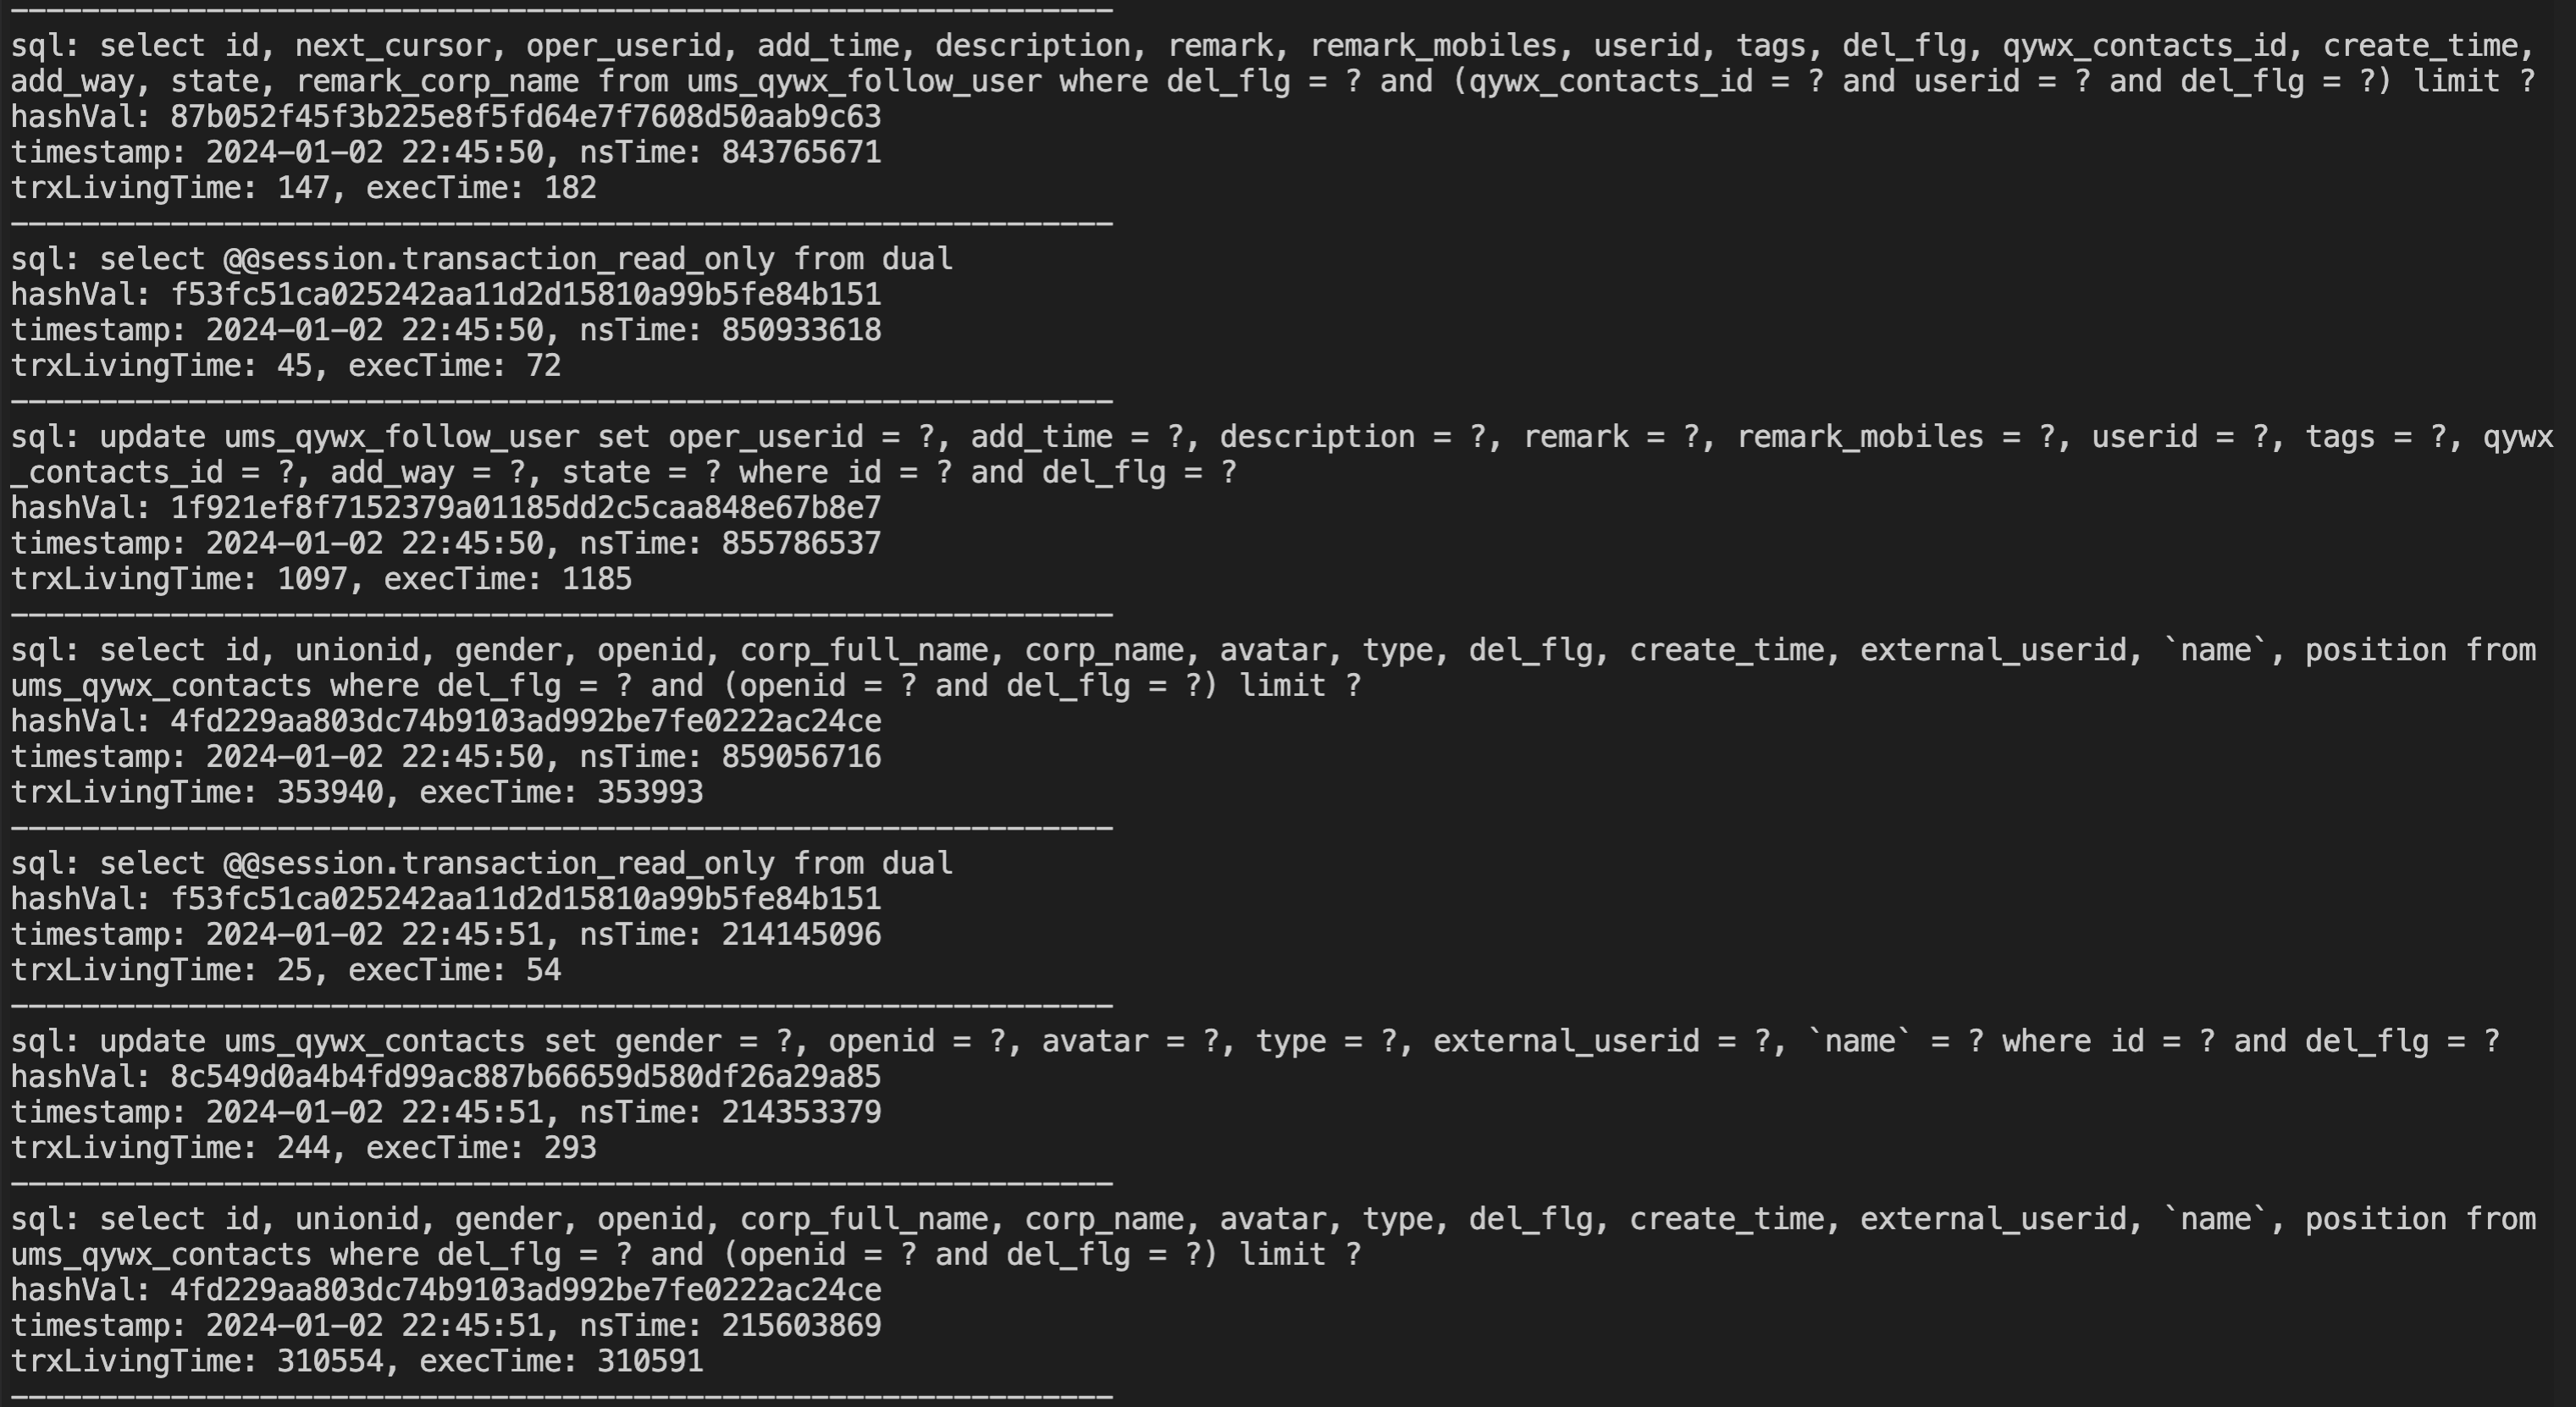 ------------------------------------------------------------
sql: select id, next_cursor, oper_userid, add_time, description, remark, remark_mobiles, userid, tags, del_flg, qywx_contacts_id, create_time,
add_way, state, remark_corp_name from ums_qywx_follow_user where del_flg = ? and (qywx_contacts_id = ? and userid = ? and del_flg = ?) limit ?
hashVal: 87b052f45f3b225e8f5fd64e7f7608d50aab9c63
timestamp: 2024-01-02 22:45:50, nsTime: 843765671
trxLivingTime: 147, execTime: 182
--------------------------------------------------------------
sql: select @@session.transaction_read_only from dual
hashVal: f53fc51ca025242aa11d2d15810a99b5fe84b151
timestamp: 2024-01-02 22:45:50, nsTime: 850933618
trxLivingTime: 45, execTime: 72
--------------------------------------------------------------
sql: update ums_qywx_follow_user set oper_userid = ?, add_time = ?, description = ?, remark = ?, remark_mobiles = ?, userid = ?, tags = ?, qywx
_contacts_id = ?, add_way = ?, state = ? where id = ? and del_flg = ?
hashVal: 1f921ef8f7152379a01185dd2c5caa848e67b8e7
timestamp: 2024-01-02 22:45:50, nsTime: 855786537
trxLivingTime: 1097, execTime: 1185
--------------------------------------------------------------
sql: select id, unionid, gender, openid, corp_full_name, corp_name, avatar, type, del_flg, create_time, external_userid, `name`, position from
ums_qywx_contacts where del_flg = ? and (openid = ? and del_flg = ?) limit ?
hashVal: 4fd229aa803dc74b9103ad992be7fe0222ac24ce
timestamp: 2024-01-02 22:45:50, nsTime: 859056716
trxLivingTime: 353940, execTime: 353993
--------------------------------------------------------------
sql: select @@session.transaction_read_only from dual
hashVal: f53fc51ca025242aa11d2d15810a99b5fe84b151
timestamp: 2024-01-02 22:45:51, nsTime: 214145096
trxLivingTime: 25, execTime: 54
--------------------------------------------------------------
sql: update ums_qywx_contacts set gender = ?, openid = ?, avatar = ?, type = ?, external_userid = ?, `name` = ? where id = ? and del_flg = ?
hashVal: 8c549d0a4b4fd99ac887b66659d580df26a29a85
timestamp: 2024-01-02 22:45:51, nsTime: 214353379
trxLivingTime: 244, execTime: 293
--------------------------------------------------------------
sql: select id, unionid, gender, openid, corp_full_name, corp_name, avatar, type, del_flg, create_time, external_userid, `name`, position from
ums_qywx_contacts where del_flg = ? and (openid = ? and del_flg = ?) limit ?
hashVal: 4fd229aa803dc74b9103ad992be7fe0222ac24ce
timestamp: 2024-01-02 22:45:51, nsTime: 215603869
trxLivingTime: 310554, execTime: 310591
--------------------------------------------------------------